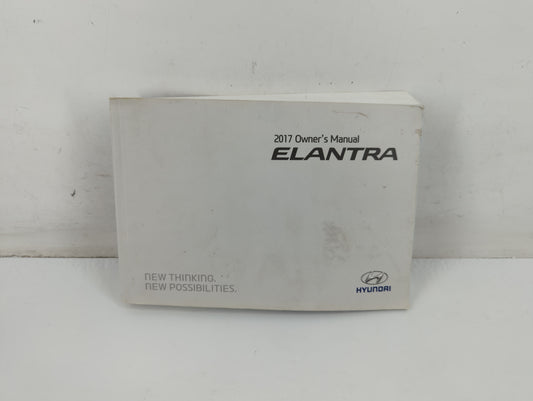 2017 Owner's Manual
ELANTRA
NEW THINKING.
NEW POSSIBILITIES.
HYUNDAI